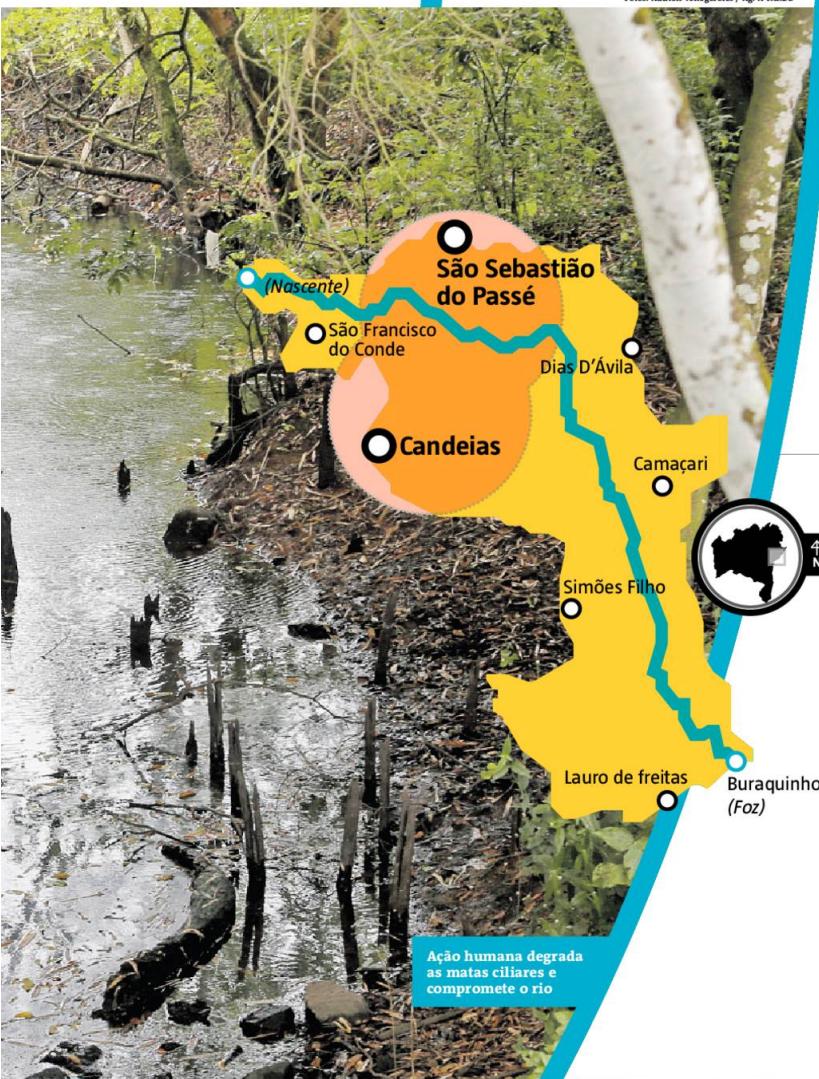 São Sebastião
do Passé
(Nascente)
São Francisco
do Conde
Dias D'Ávila
Candeias
Camaçari
N
Simões Filho
Lauro de freitas
Buraquinho
(Foz)
Ação humana degrada
as matas ciliares e
compromete o rio